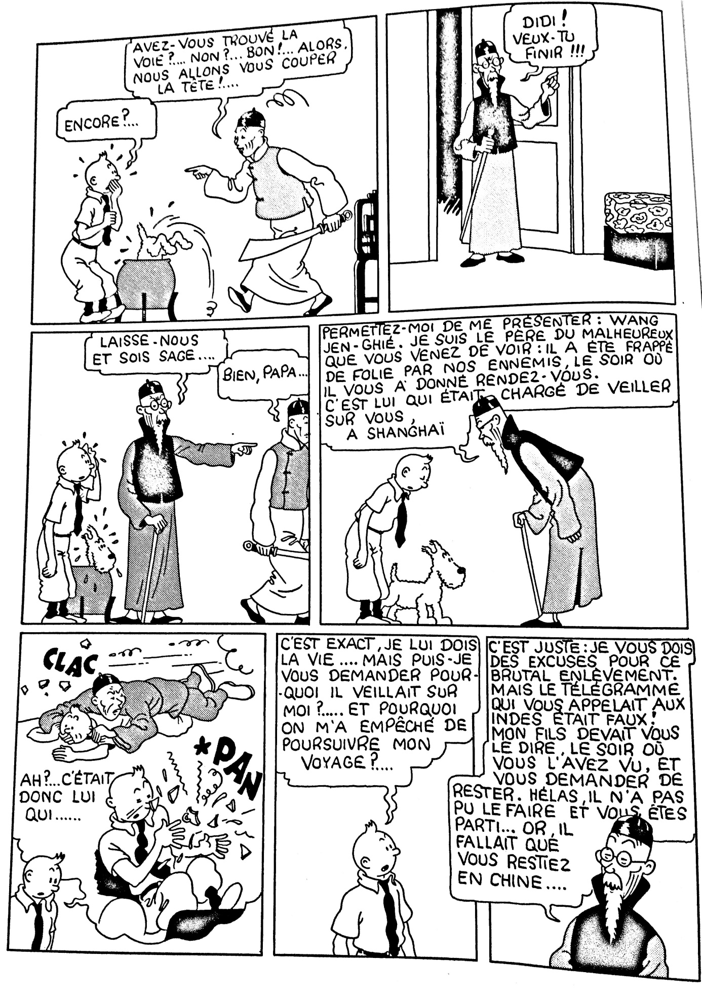 AVEZ-VOUS TROUVÉ LA
VOIE?.... NON?... BON!... ALORS,
NOUS ALLONS VOUS COUPER
LA TÊTE!....
ENCORE?...
DIDI!
VEUX-TU
FINIR!!!
LAISSE-NOUS
ET SOIS SAGE....
BIEN, PAPA...
PERMETTEZ-MOI DE ME PRÉSENTER: WANG
JEN-GHIÉ. JE SUIS LE PÈRE DU MALHEUREUX
QUE VOUS VENEZ DE VOIR: IL A ÉTÉ FRAPPÉ
DE FOLIE PAR NOS ENNEMIS, LE SOIR OÙ
IL VOUS A DONNÉ RENDEZ-VOUS.
C'EST LUI QUI ÉTAIT CHARGÉ DE VEILLER
SUR VOUS,
A SHANGHAÏ
CLAC
*PAN
AH?... C'ÉTAIT
DONC LUI
QUI......
C'EST EXACT, JE LUI DOIS
LA VIE.... MAIS PUIS-JE
VOUS DEMANDER POUR-
-QUOI IL VEILLAIT SUR
MOI?..... ET POURQUOI
ON M'A EMPÊCHÉ DE
POURSUIVRE MON
VOYAGE?....
C'EST JUSTE: JE VOUS DOIS
DES EXCUSES POUR CE
BRUTAL ENLÈVEMENT.
MAIS LE TÉLÉGRAMME
QUI VOUS APPELAIT AUX
INDES ÉTAIT FAUX!
MON FILS DEVAIT VOUS
LE DIRE, LE SOIR OÙ
VOUS L'AVEZ VU, ET
VOUS DEMANDER DE
RESTER. HÉLAS, IL N'A PAS
PU LE FAIRE ET VOUS ÊTES
PARTI... OR, IL
FALLAIT QUE
VOUS RESTIEZ
EN CHINE....